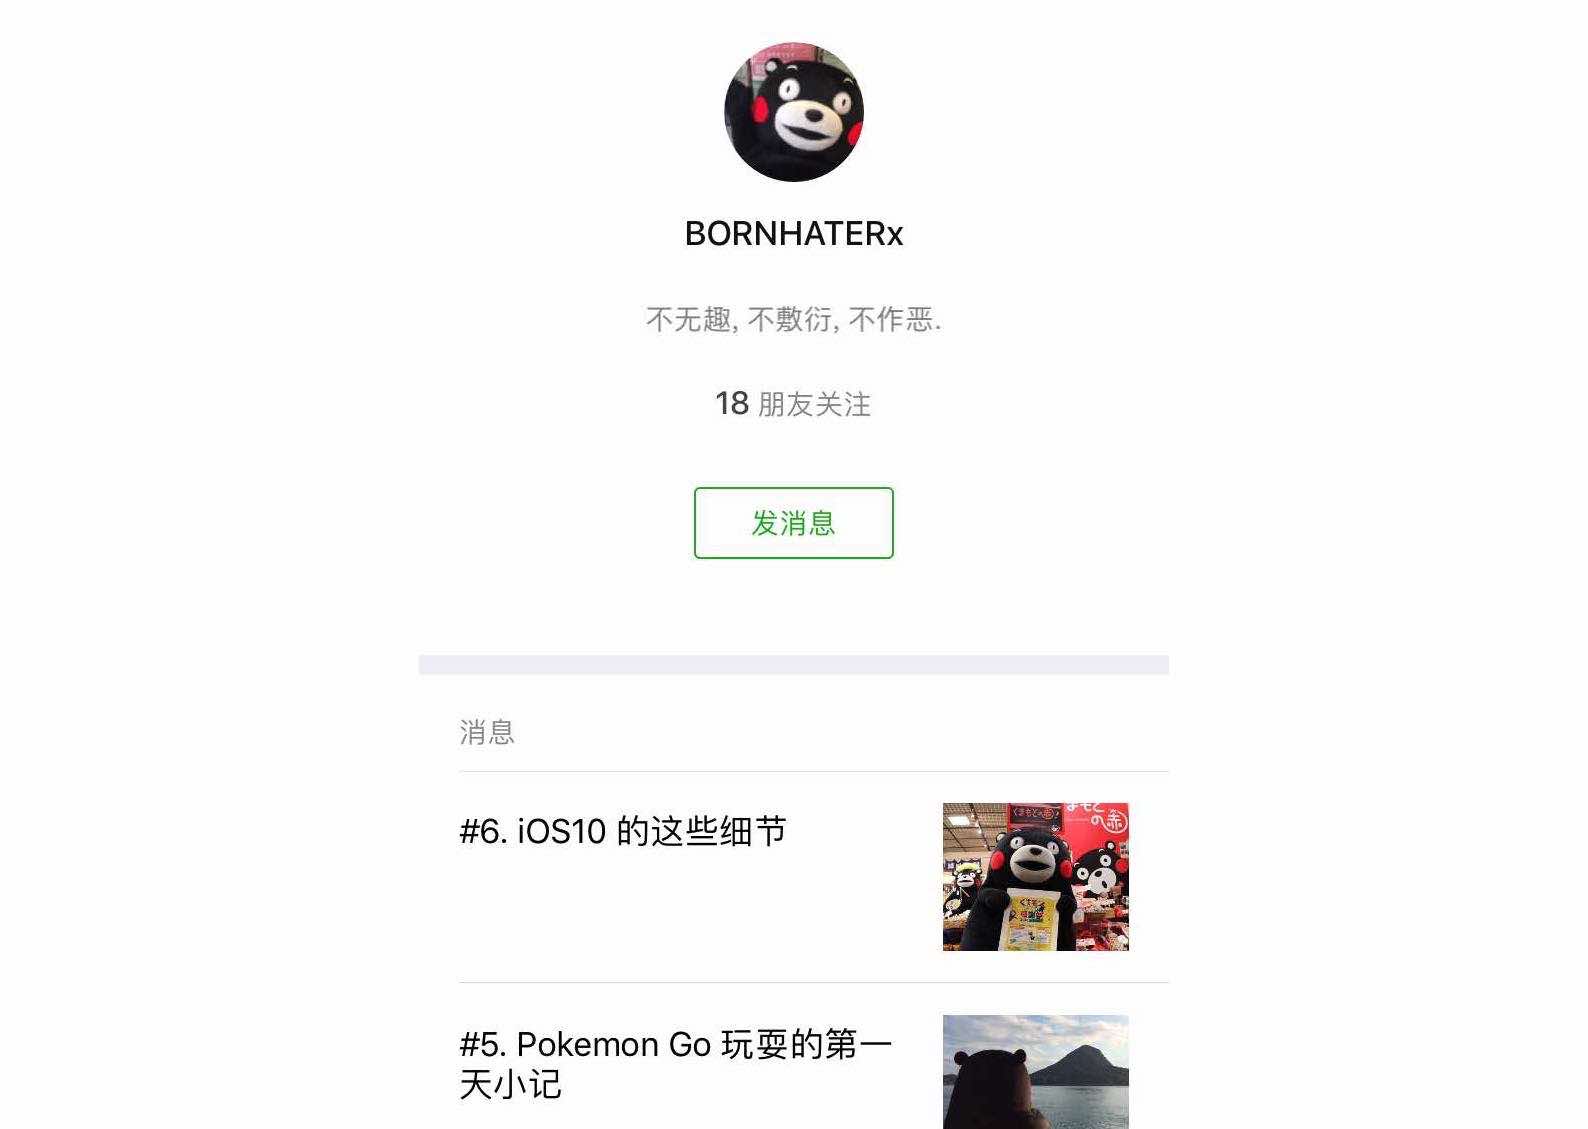 BORNHATERx
不无趣, 不敷衍, 不作恶.
18 朋友关注
发消息
消息
#6. iOS10 的这些细节
#5. Pokemon Go 玩耍的第一
天小记